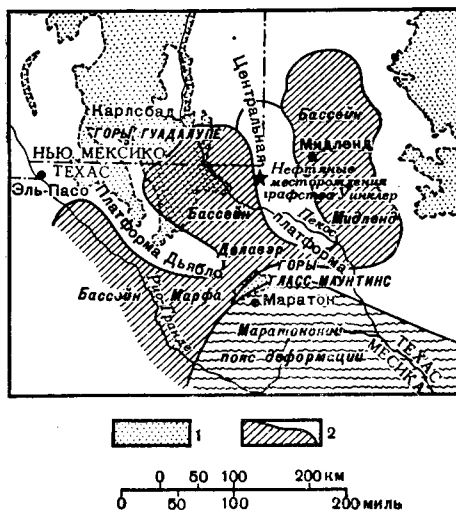 Карлсбад
ГОРЫ ГУАДАЛУПЕ
НЬЮ МЕКСИКО
ТЕХАС
Эль-Пасо
Центральная
платформа
Бассейн
Мидленд
Мидленд
Нефтяные
месторождения
графства Уинклер
Пекос
Бассейн
Делавэр
Платформа Дьябло
ГОРЫ
ГЛАСС-МАУНТИНС
Маратон
Бассейн
Марфа
Рио-Гранде
Маратонский
пояс деформаций
ТЕХАС
МЕСИКА
1
2
0 50 100 200 км
0 50 100 200 миль